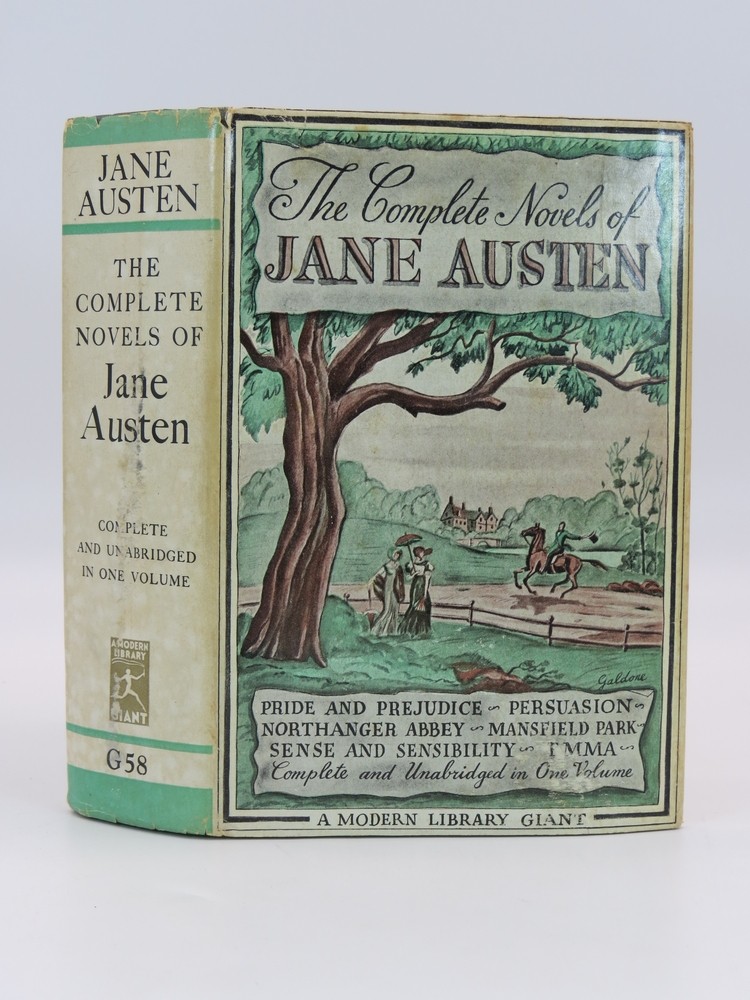 JANE
AUSTEN
THE
COMPLETE
NOVELS OF
Jane
Austen
COMPLETE
AND UNABRIDGED
IN ONE VOLUME
A MODERN
LIBRARY
GIANT
G58
The Complete Novels of
JANE AUSTEN
Galdone
PRIDE AND PREJUDICE ~ PERSUASION ~
NORTHANGER ABBEY ~ MANSFIELD PARK ~
SENSE AND SENSIBILITY ~ EMMA ~
Complete and Unabridged in One Volume
A MODERN LIBRARY GIANT